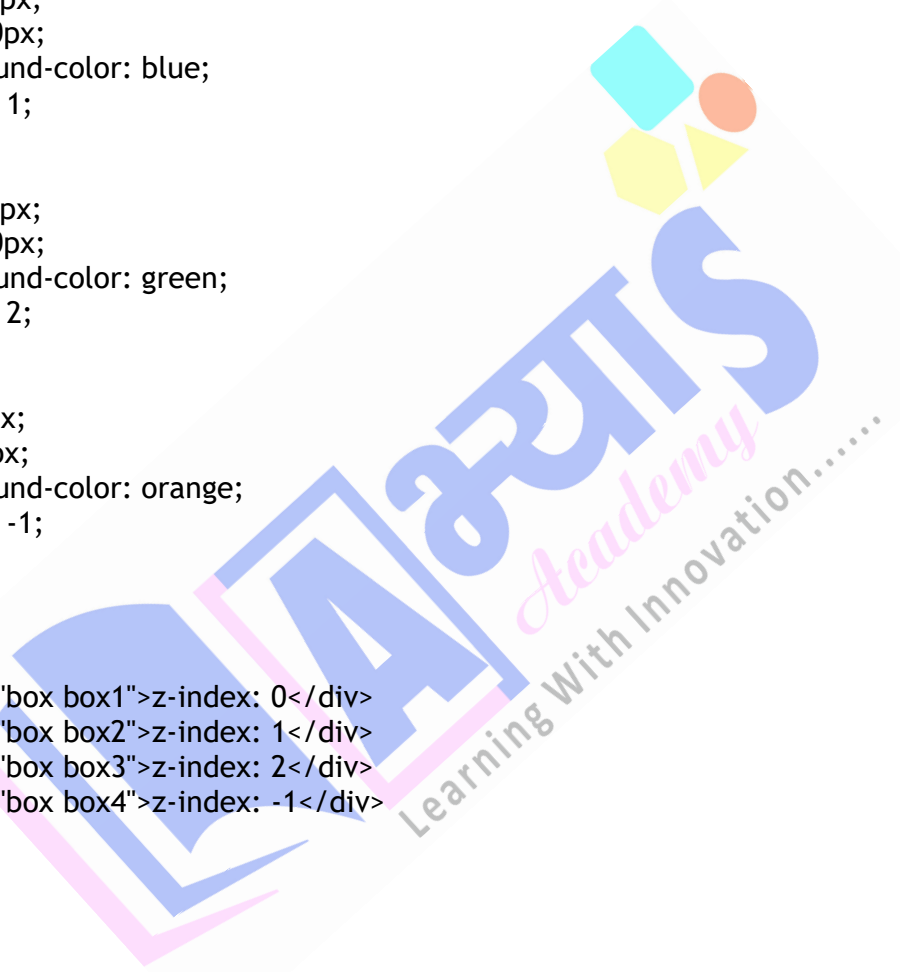 px;
0px;
und-color: blue;
1;
px;
0px;
und-color: green;
2;
x;
px;
und-color: orange;
-1;
"box box1">z-index: 0</div>
"box box2">z-index: 1</div>
"box box3">z-index: 2</div>
"box box4">z-index: -1</div>
A
भ्यास
Academy
Learning With Innovation......